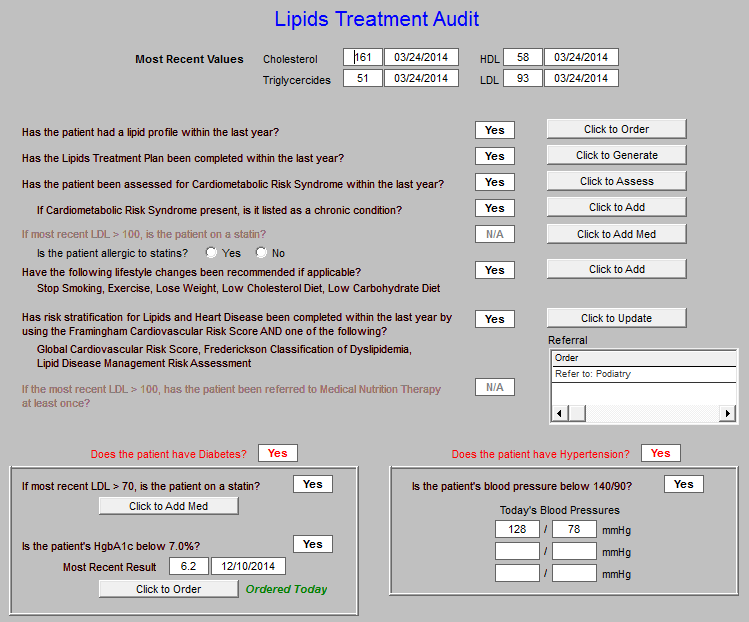 Lipids Treatment Audit
Most Recent Values Cholesterol 161 03/24/2014 HDL 58 03/24/2014
Triglycercides 51 03/24/2014 LDL 93 03/24/2014
Has the patient had a lipid profile within the last year? Yes Click to Order
Has the Lipids Treatment Plan been completed within the last year? Yes Click to Generate
Has the patient been assessed for Cardiometabolic Risk Syndrome within the last year? Yes Click to Assess
If Cardiometabolic Risk Syndrome present, is it listed as a chronic condition? Yes Click to Add
If most recent LDL > 100, is the patient on a statin? N/A Click to Add Med
Is the patient allergic to statins? Yes No
Have the following lifestyle changes been recommended if applicable? Yes Click to Add
Stop Smoking, Exercise, Lose Weight, Low Cholesterol Diet, Low Carbohydrate Diet
Has risk stratification for Lipids and Heart Disease been completed within the last year by Yes Click to Update
using the Framingham Cardiovascular Risk Score AND one of the following?
Referral
Global Cardiovascular Risk Score, Frederickson Classification of Dyslipidemia,
Order
Lipid Disease Management Risk Assessment
Refer to: Podiatry
If the most recent LDL > 100, has the patient been referred to Medical Nutrition Therapy N/A
at least once?
Does the patient have Diabetes? Yes
If most recent LDL > 70, is the patient on a statin? Yes
Click to Add Med
Is the patient's HgbA1c below 7.0%? Yes
Most Recent Result 6.2 12/10/2014
Click to Order Ordered Today
Does the patient have Hypertension? Yes
Is the patient's blood pressure below 140/90? Yes
Today's Blood Pressures
128 / 78 mmHg
/ mmHg
/ mmHg